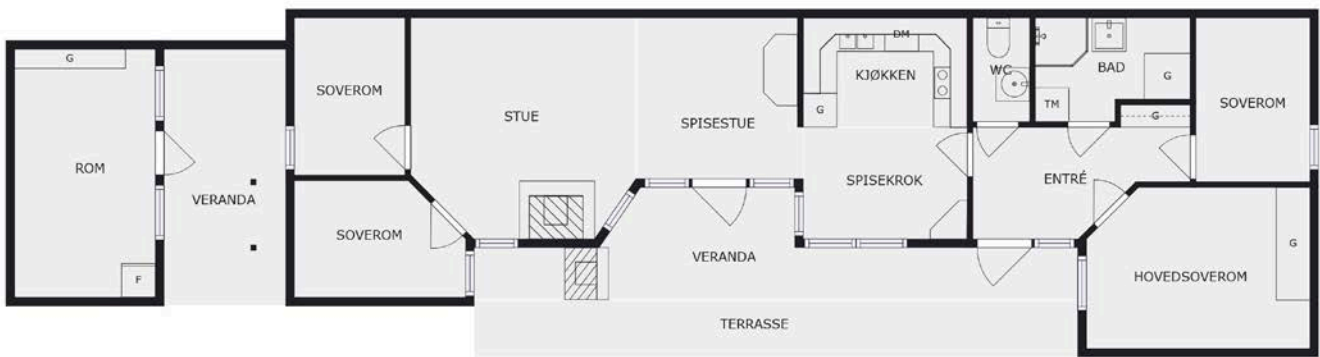 G
ROM
F
VERANDA
SOVEROM
SOVEROM
STUE
SPISESTUE
DM
KJØKKEN
G
SPISEKROK
VERANDA
TERRASSE
WC
BAD
G
TM
G
ENTRÉ
SOVEROM
G
HOVEDSOVEROM